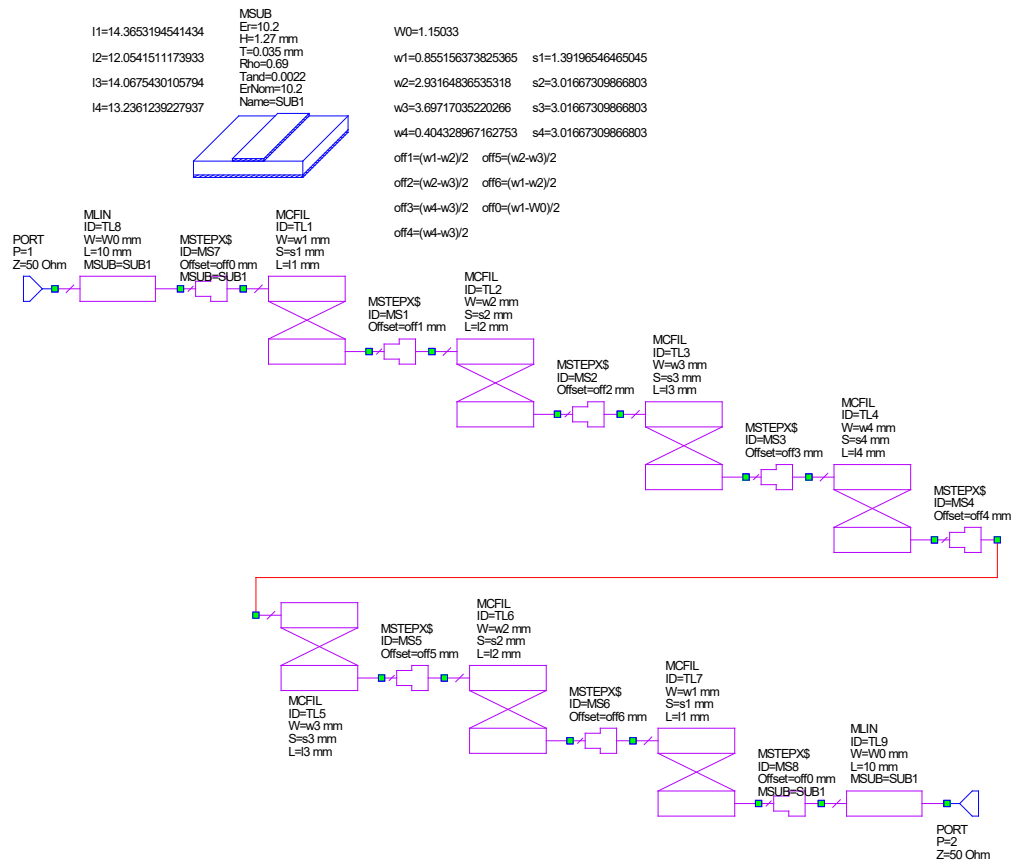 l1=14.3653194541434
l2=12.0541511173933
l3=14.0675430105794
l4=13.2361239227937
MSUB
Er=10.2
H=1.27 mm
T=0.035 mm
Rho=0.69
Tand=0.0022
ErNom=10.2
Name=SUB1
W0=1.15033
w1=0.855156373825365 s1=1.39196546465045
w2=2.93164836535318 s2=3.01667309866803
w3=3.69717035220266 s3=3.01667309866803
w4=0.404328967162753 s4=3.01667309866803
off1=(w1-w2)/2 off5=(w2-w3)/2
off2=(w2-w3)/2 off6=(w1-w2)/2
off3=(w4-w3)/2 off0=(w1-W0)/2
off4=(w4-w3)/2
PORT
P=1
Z=50 Ohm
MLIN
ID=TL8
W=W0 mm
L=10 mm
MSUB=SUB1
MSTEPX$
ID=MS7
Offset=off0 mm
MSUB=SUB1
MCFIL
ID=TL1
W=w1 mm
S=s1 mm
L=l1 mm
MSTEPX$
ID=MS1
Offset=off1 mm
MCFIL
ID=TL2
W=w2 mm
S=s2 mm
L=l2 mm
MSTEPX$
ID=MS2
Offset=off2 mm
MCFIL
ID=TL3
W=w3 mm
S=s3 mm
L=l3 mm
MSTEPX$
ID=MS3
Offset=off3 mm
MCFIL
ID=TL4
W=w4 mm
S=s4 mm
L=l4 mm
MSTEPX$
ID=MS4
Offset=off4 mm
MCFIL
ID=TL5
W=w3 mm
S=s3 mm
L=l3 mm
MSTEPX$
ID=MS5
Offset=off5 mm
MCFIL
ID=TL6
W=w2 mm
S=s2 mm
L=l2 mm
MSTEPX$
ID=MS6
Offset=off6 mm
MCFIL
ID=TL7
W=w1 mm
S=s1 mm
L=l1 mm
MSTEPX$
ID=MS8
Offset=off0 mm
MSUB=SUB1
MLIN
ID=TL9
W=W0 mm
L=10 mm
MSUB=SUB1
PORT
P=2
Z=50 Ohm